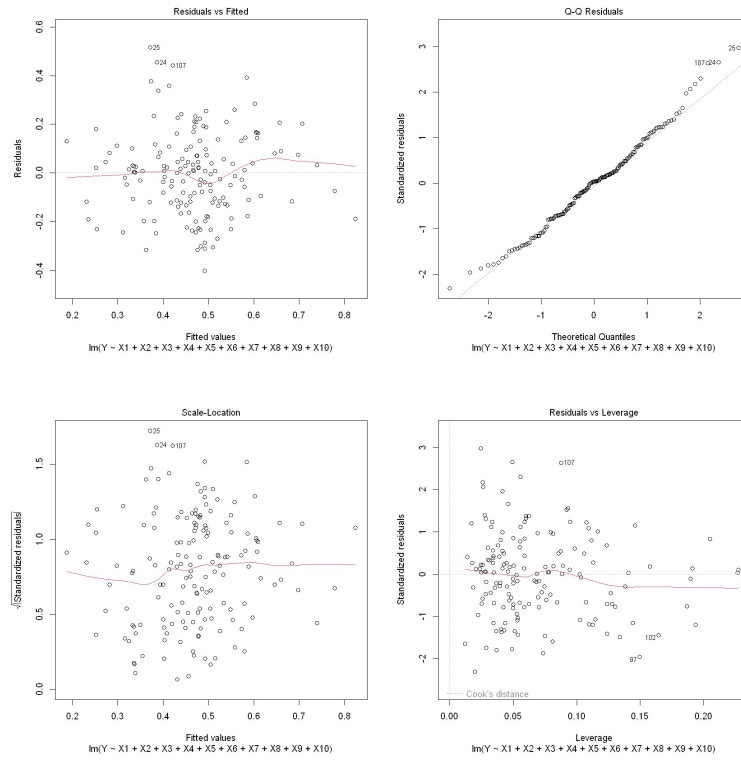 Residuals vs Fitted
Residuals
0.6
0.4
0.2
0.0
-0.2
-0.4
25
24
107
0.2 0.3 0.4 0.5 0.6 0.7 0.8
Fitted values
lm(Y ~ X1 + X2 + X3 + X4 + X5 + X6 + X7 + X8 + X9 + X10)
Q-Q Residuals
Standardized residuals
3
2
1
0
-1
-2
25
107 24
-2 -1 0 1 2
Theoretical Quantiles
lm(Y ~ X1 + X2 + X3 + X4 + X5 + X6 + X7 + X8 + X9 + X10)
Scale-Location
√|Standardized residuals|
1.5
1.0
0.5
0.0
25
24
107
0.2 0.3 0.4 0.5 0.6 0.7 0.8
Fitted values
lm(Y ~ X1 + X2 + X3 + X4 + X5 + X6 + X7 + X8 + X9 + X10)
Residuals vs Leverage
Standardized residuals
3
2
1
0
-1
-2
107
102
97
Cook's distance
0.00 0.05 0.10 0.15 0.20
Leverage
lm(Y ~ X1 + X2 + X3 + X4 + X5 + X6 + X7 + X8 + X9 + X10)